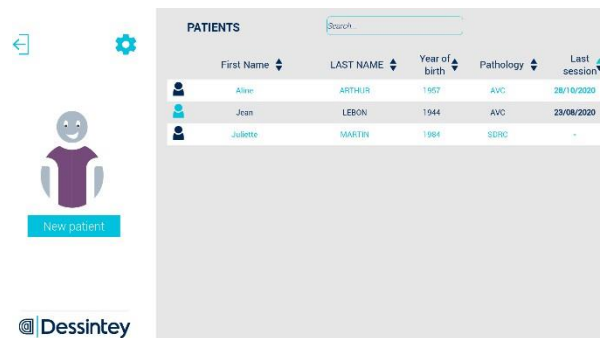 PATIENTS
Search...
First Name
LAST NAME
Year of birth
Pathology
Last session
Aline ARTHUR 1957 AVC 28/10/2020
Jean LEBON 1944 AVC 23/08/2020
Juliette MARTIN 1984 SDRC -
New patient
Dessintey